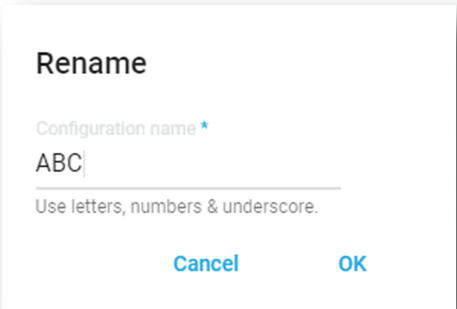 Rename
Configuration name *
ABC
Use letters, numbers & underscore.
Cancel OK